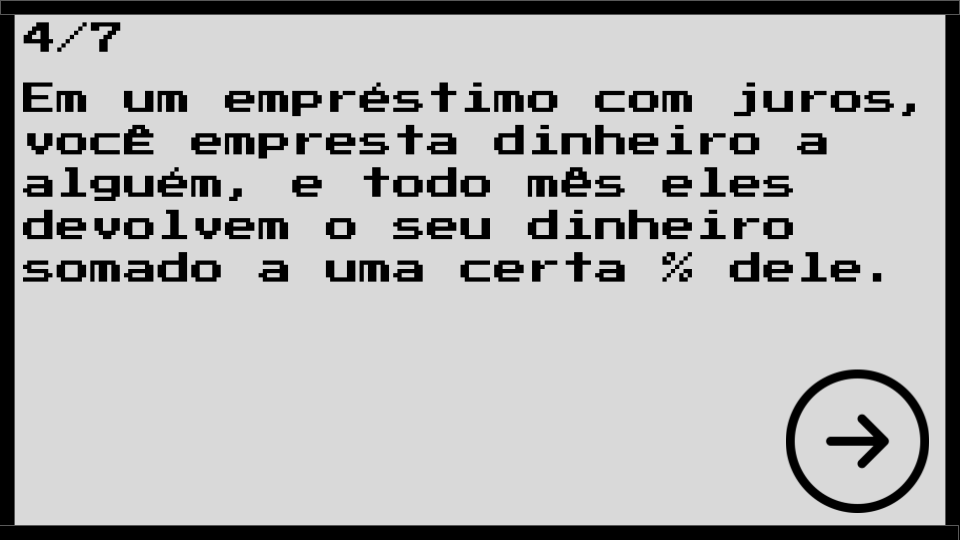 4/7
Em um empréstimo com juros,
você empresta dinheiro a
alguém, e todo mês eles
devolvem o seu dinheiro
somado a uma certa % dele.